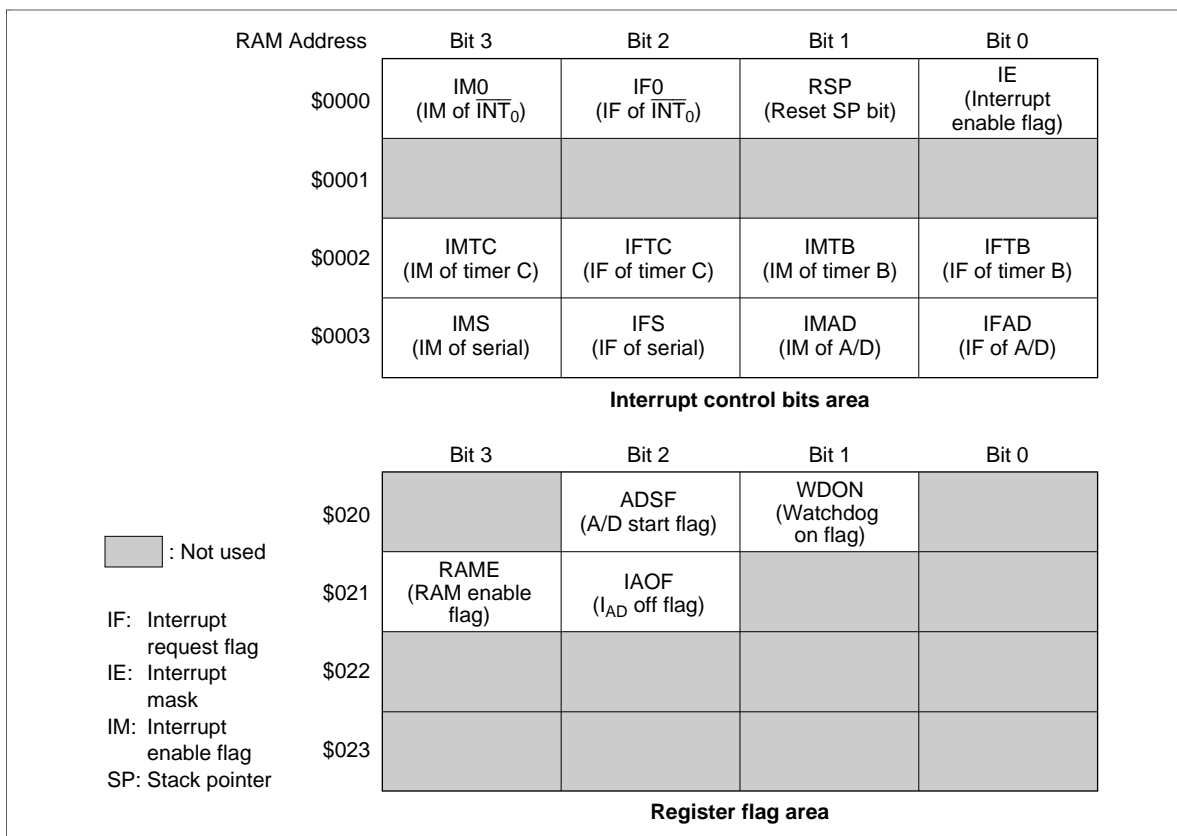 RAM Address Bit 3 Bit 2 Bit 1 Bit 0
$0000
IM0
(IM of INT0)
IF0
(IF of INT0)
RSP
(Reset SP bit)
IE
(Interrupt
enable flag)
$0001
$0002
IMTC
(IM of timer C)
IFTC
(IF of timer C)
IMTB
(IM of timer B)
IFTB
(IF of timer B)
$0003
IMS
(IM of serial)
IFS
(IF of serial)
IMAD
(IM of A/D)
IFAD
(IF of A/D)
Interrupt control bits area
Bit 3 Bit 2 Bit 1 Bit 0
$020
ADSF
(A/D start flag)
WDON
(Watchdog
on flag)
$021
RAME
(RAM enable
flag)
IAOF
(IAD off flag)
$022
$023
Register flag area
: Not used
IF: Interrupt
request flag
IE: Interrupt
mask
IM: Interrupt
enable flag
SP: Stack pointer